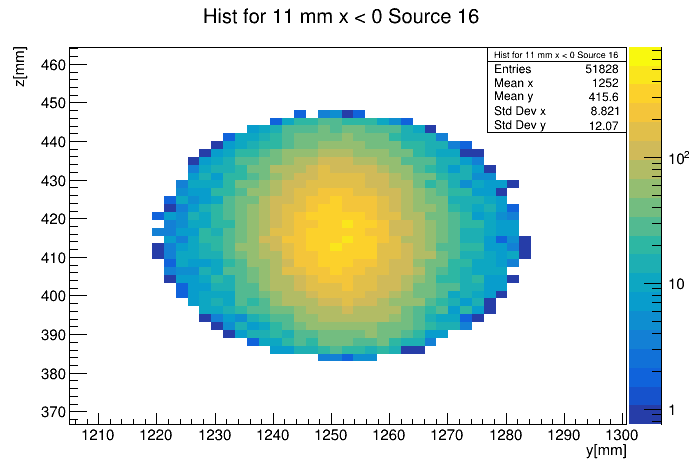 Hist for 11 mm x < 0 Source 16
z[mm]
Hist for 11 mm x < 0 Source 16
Entries 51828
Mean x 1252
Mean y 415.6
Std Dev x 8.821
Std Dev y 12.07
460
450
440
430
420
410
400
390
380
370
10²
10
1
1210 1220 1230 1240 1250 1260 1270 1280 1290 1300
y[mm]